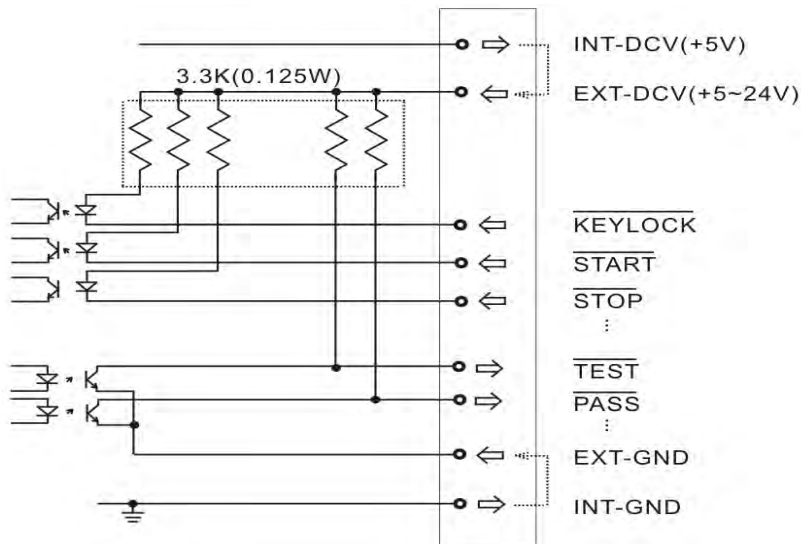 INT-DCV(+5V)
3.3K(0.125W)
EXT-DCV(+5~24V)
KEYLOCK
START
STOP
TEST
PASS
EXT-GND
INT-GND